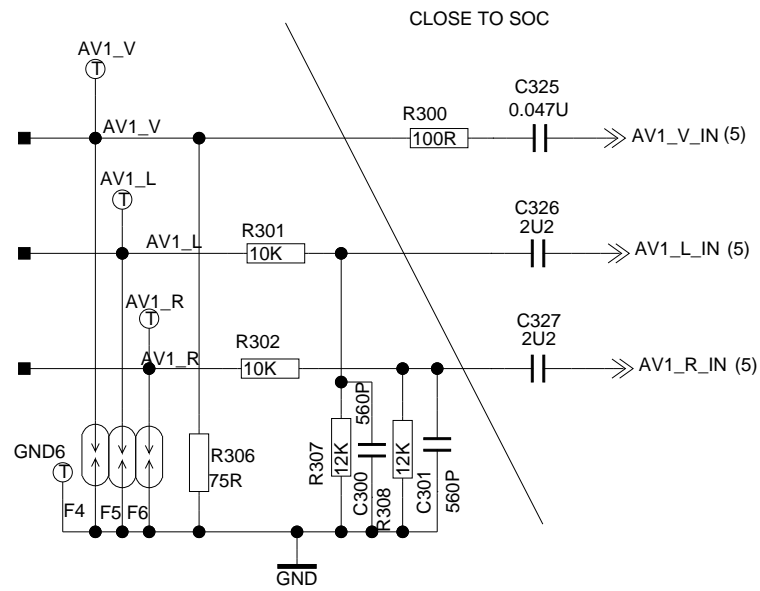 CLOSE TO SOC
AV1_V
T
C325
0.047U
R300
100R
AV1_V
AV1_V_IN (5)
AV1_L
T
C326
2U2
R301
10K
AV1_L
AV1_L_IN (5)
AV1_R
T
C327
2U2
R302
10K
AV1_R
AV1_R_IN (5)
560P
GND6
T
R306
75R
R307
12K
C300
R308
12K
C301
560P
F4
F5
F6
GND